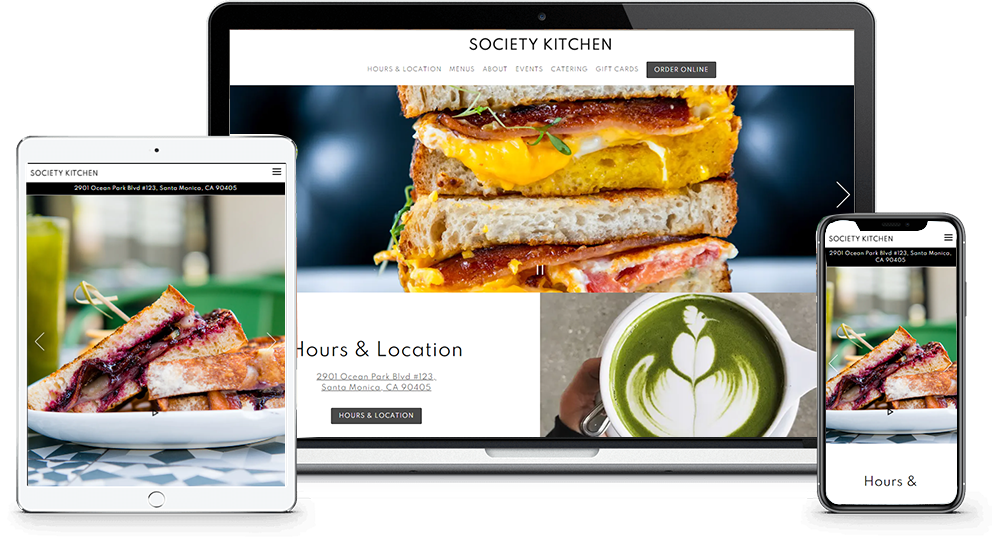 SOCIETY KITCHEN
HOURS & LOCATION MENUS ABOUT EVENTS CATERING GIFT CARDS ORDER ONLINE
Hours & Location
2901 Ocean Park Blvd #123,
Santa Monica, CA 90405
HOURS & LOCATION
SOCIETY KITCHEN
2901 Ocean Park Blvd #123, Santa Monica, CA 90405
SOCIETY KITCHEN
2901 Ocean Park Blvd #123, Santa Monica,
CA 90405
Hours &